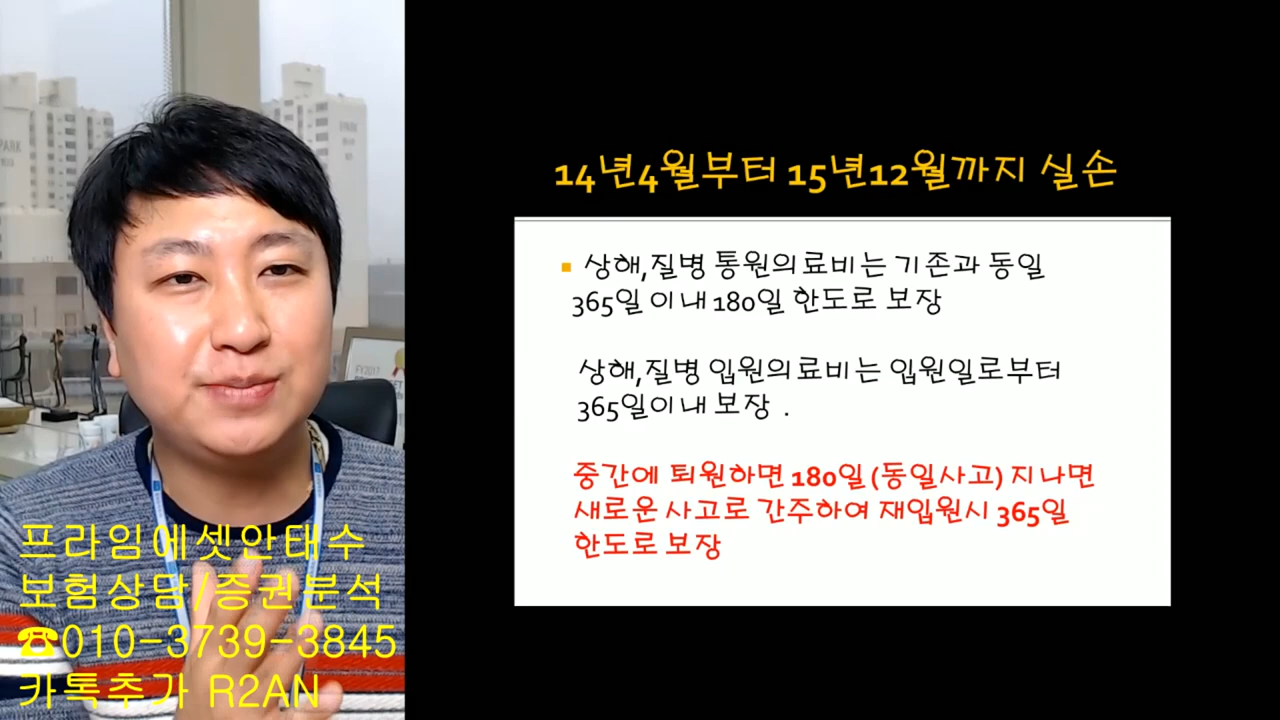 14년4월부터 15년12월까지 실손
상해,질병 통원의료비는 기존과 동일
365일 이내 180일 한도로 보장
상해,질병 입원의료비는 입원일로부터
365일이내 보장 .
중간에 퇴원하면 180일 (동일사고) 지나면
새로운 사고로 간주하여 재입원시 365일
한도로 보장
프라임에셋안태수
보험상담/증권분석
☎010-3739-3845
카톡추가 R2AN
PARK
FY2017